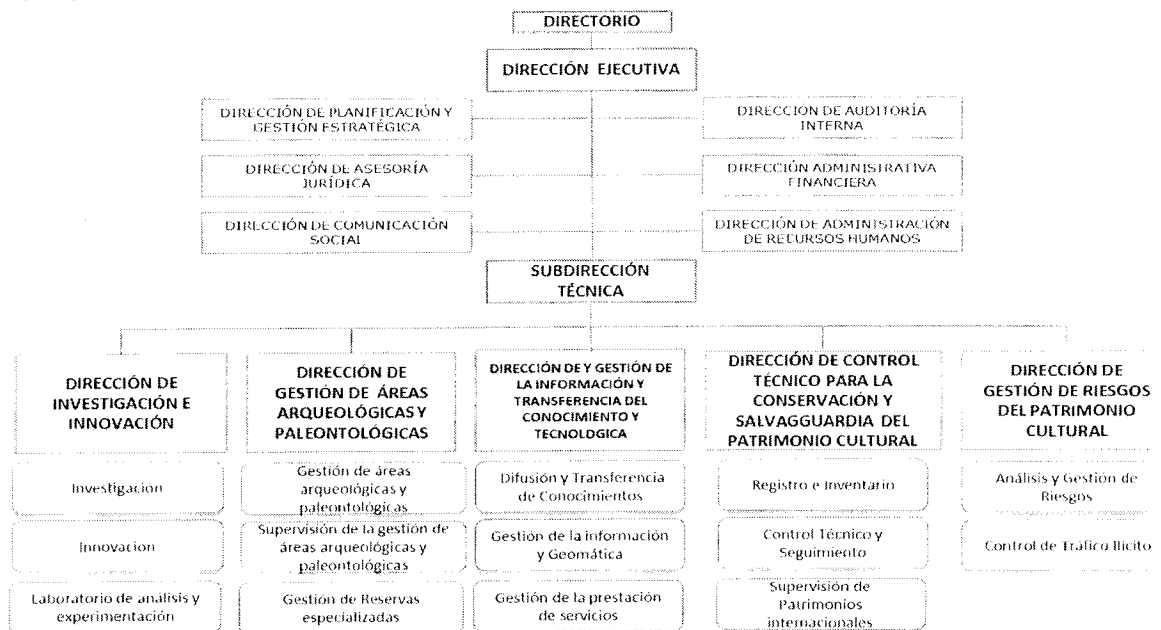 DIRECTORIO
DIRECCIÓN EJECUTIVA
DIRECCIÓN DE PLANIFICACIÓN Y
GESTIÓN ESTRATÉGICA
DIRECCIÓN DE AUDITORÍA
INTERNA
DIRECCIÓN DE ASESORÍA
JURÍDICA
DIRECCIÓN ADMINISTRATIVA
FINANCIERA
DIRECCIÓN DE COMUNICACIÓN
SOCIAL
DIRECCIÓN DE ADMINISTRACIÓN
DE RECURSOS HUMANOS
SUBDIRECCIÓN
TÉCNICA
DIRECCIÓN DE
INVESTIGACIÓN E
INNOVACIÓN
Investigación
Innovacion
Laboratorio de análisis y
experimentación
DIRECCIÓN DE
GESTIÓN DE ÁREAS
ARQUEOLÓGICAS Y
PALEONTOLÓGICAS
Gestión de áreas
arqueológicas y
paleontológicas
Supervisión de la gestión de
áreas arqueológicas y
paleontológicas
Gestión de Reservas
especializadas
DIRECCIÓN DE Y GESTIÓN DE
LA INFORMACIÓN Y
TRANSFERENCIA DEL
CONOCIMIENTO Y
TECNOLOGICA
Difusión y Transferencia
de Conocimientos
Gestión de la información
y Geomática
Gestión de la prestación
de servicios
DIRECCIÓN DE CONTROL
TÉCNICO PARA LA
CONSERVACIÓN Y
SALVAGGUARDIA DEL
PATRIMONIO CULTURAL
Registro e Inventario
Control Técnico y
Seguimiento
Supervisión de
Patrimonios
internacionales
DIRECCIÓN DE
GESTIÓN DE RIESGOS
DEL PATRIMONIO
CULTURAL
Análisis y Gestión de
Riesgos
Control de Tráfico Ilícito